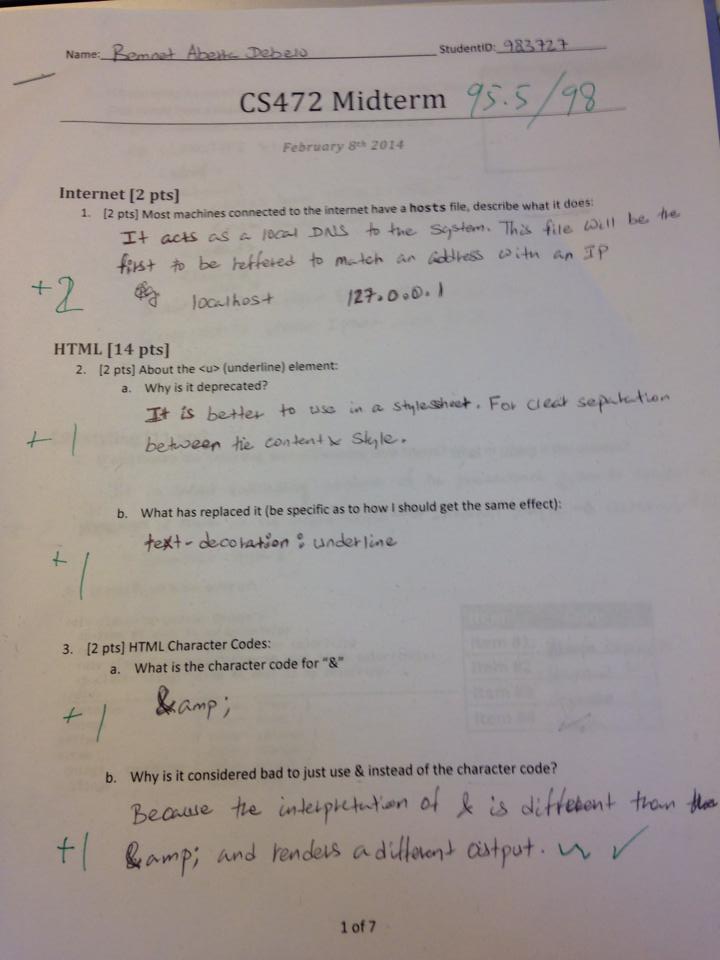 Name: Bemnet Aberra Debelo StudentID: 983727
CS472 Midterm 95.5/98
February 8th 2014
Internet [2 pts]
1. [2 pts] Most machines connected to the internet have a hosts file, describe what it does:
It acts as a local DNS to the system. This file will be the
first to be reffered to match an address with an IP
+2
eg localhost 127.0.0.1
HTML [14 pts]
2. [2 pts] About the <u> (underline) element:
a. Why is it deprecated?
It is better to use in a stylesheet. For clear separation
+1
between the content & style.
b. What has replaced it (be specific as to how I should get the same effect):
text-decoration: underline
+1
3. [2 pts] HTML Character Codes:
a. What is the character code for "&"
&amp;
+1
b. Why is it considered bad to just use & instead of the character code?
Because the interpretation of & is different than the
+1 &amp; and renders a different output. ✓
1 of 7